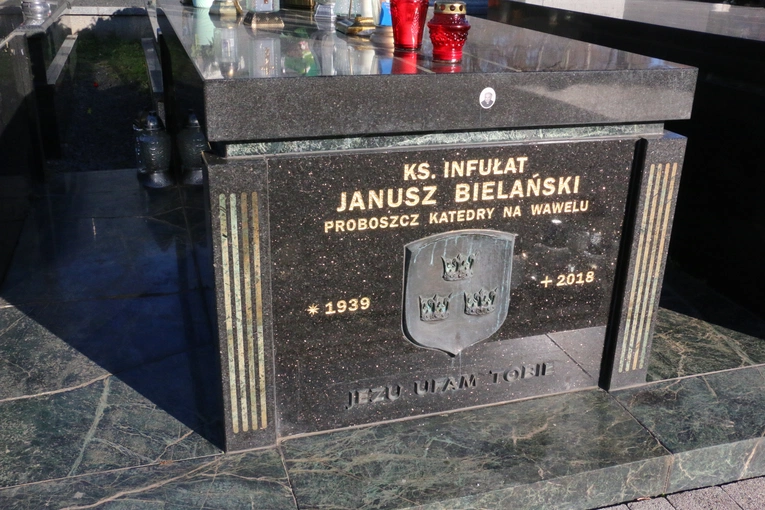 KS. INFUŁAT
JANUSZ BIELAŃSKI
PROBOSZCZ KATEDRY NA WAWELU
✳ 1939
+ 2018
JEZU UFAM TOBIE